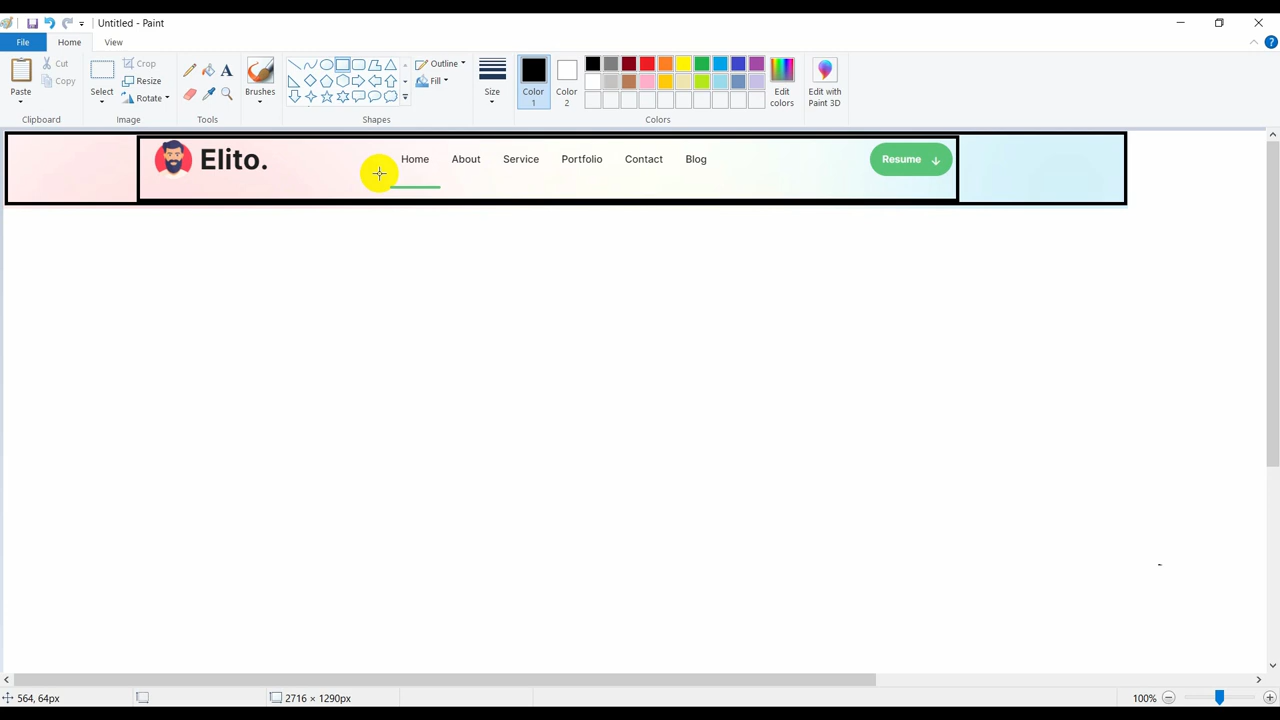 Untitled - Paint
File Home View
Paste
Cut
Copy
Clipboard
Select
Crop
Resize
Rotate
Image
A
Tools
Brushes
Shapes
Outline
Fill
Size
Color 1
Color 2
Colors
Edit colors
Edit with Paint 3D
Elito.
Home About Service Portfolio Contact Blog
Resume
564, 64px
2716 × 1290px
100%